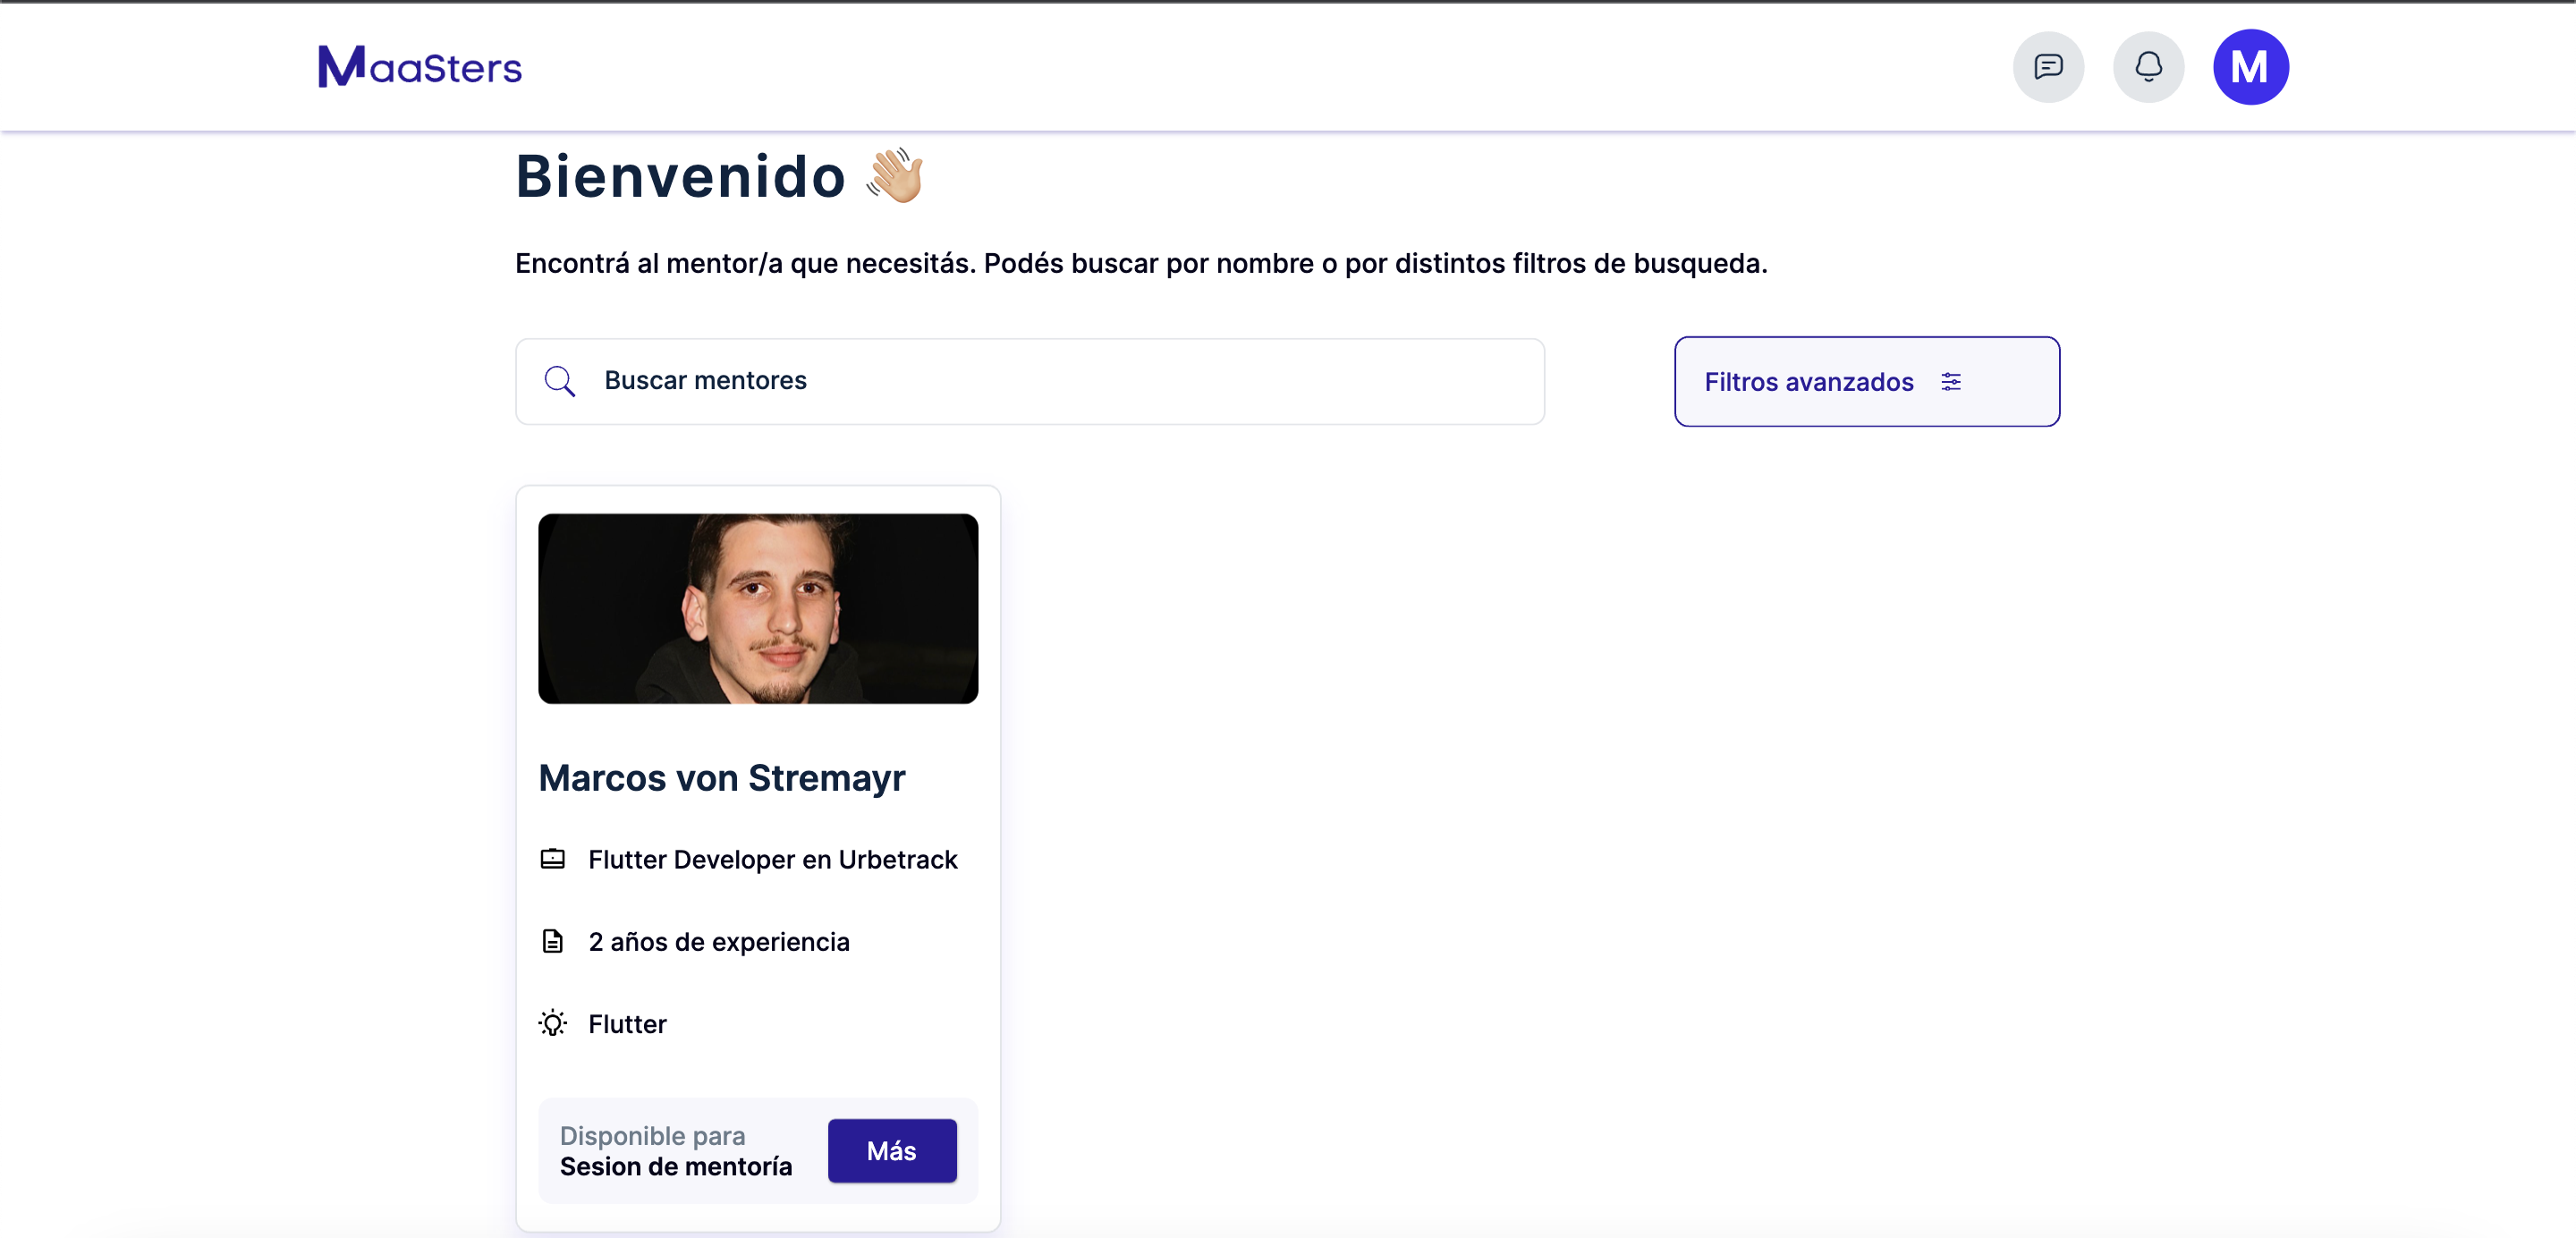 MaaSters
M
Bienvenido 👋🏼
Encontrá al mentor/a que necesitás. Podés buscar por nombre o por distintos filtros de busqueda.
Buscar mentores
Filtros avanzados
Marcos von Stremayr
Flutter Developer en Urbetrack
2 años de experiencia
Flutter
Disponible para
Sesion de mentoría
Más